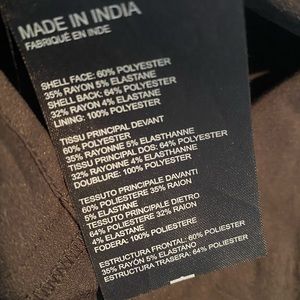 MADE IN INDIA
FABRIQUÉ EN INDE
SHELL FACE: 60% POLYESTER
35% RAYON 5% ELASTANE
SHELL BACK: 64% POLYESTER
32% RAYON 4% ELASTANE
LINING: 100% POLYESTER
TISSU PRINCIPAL DEVANT
60% POLYESTER
35% RAYONNE 5% ELASTHANNE
TISSU PRINCIPAL DOS: 64% POLYESTER
32% RAYONNE 4% ELASTHANNE
DOUBLURE: 100% POLYESTER
TESSUTO PRINCIPALE DAVANTI
60% POLIESTERE 35% RAION
5% ELASTANE
TESSUTO PRINCIPALE DIETRO
64% POLIESTERE 32% RAION
4% ELASTANE
FODERA: 100% POLIESTERE
ESTRUCTURA FRONTAL: 60% POLIESTER
35% RAYON 5% ELASTANO
ESTRUCTURA TRASERA: 64% POLIESTER